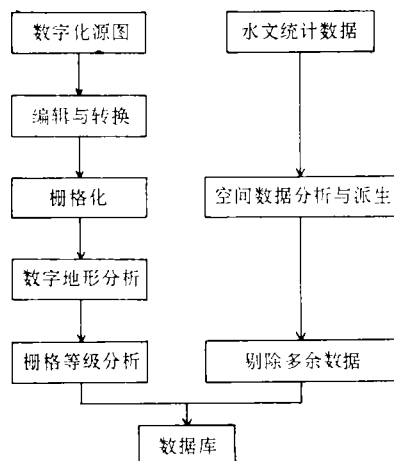 数字化源图
水文统计数据
编辑与转换
栅格化
空间数据分析与派生
数字地形分析
栅格等级分析
剔除多余数据
数据库